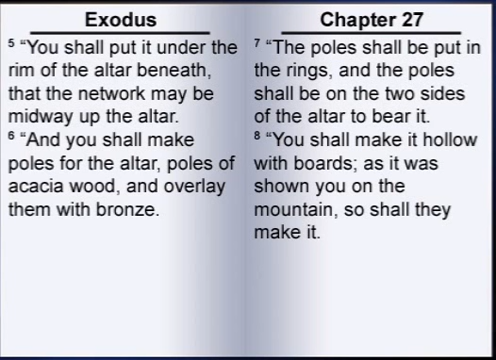 Exodus
⁵ “You shall put it under the
rim of the altar beneath,
that the network may be
midway up the altar.
⁶ “And you shall make
poles for the altar, poles of
acacia wood, and overlay
them with bronze.
Chapter 27
⁷ “The poles shall be put in
the rings, and the poles
shall be on the two sides
of the altar to bear it.
⁸ “You shall make it hollow
with boards; as it was
shown you on the
mountain, so shall they
make it.